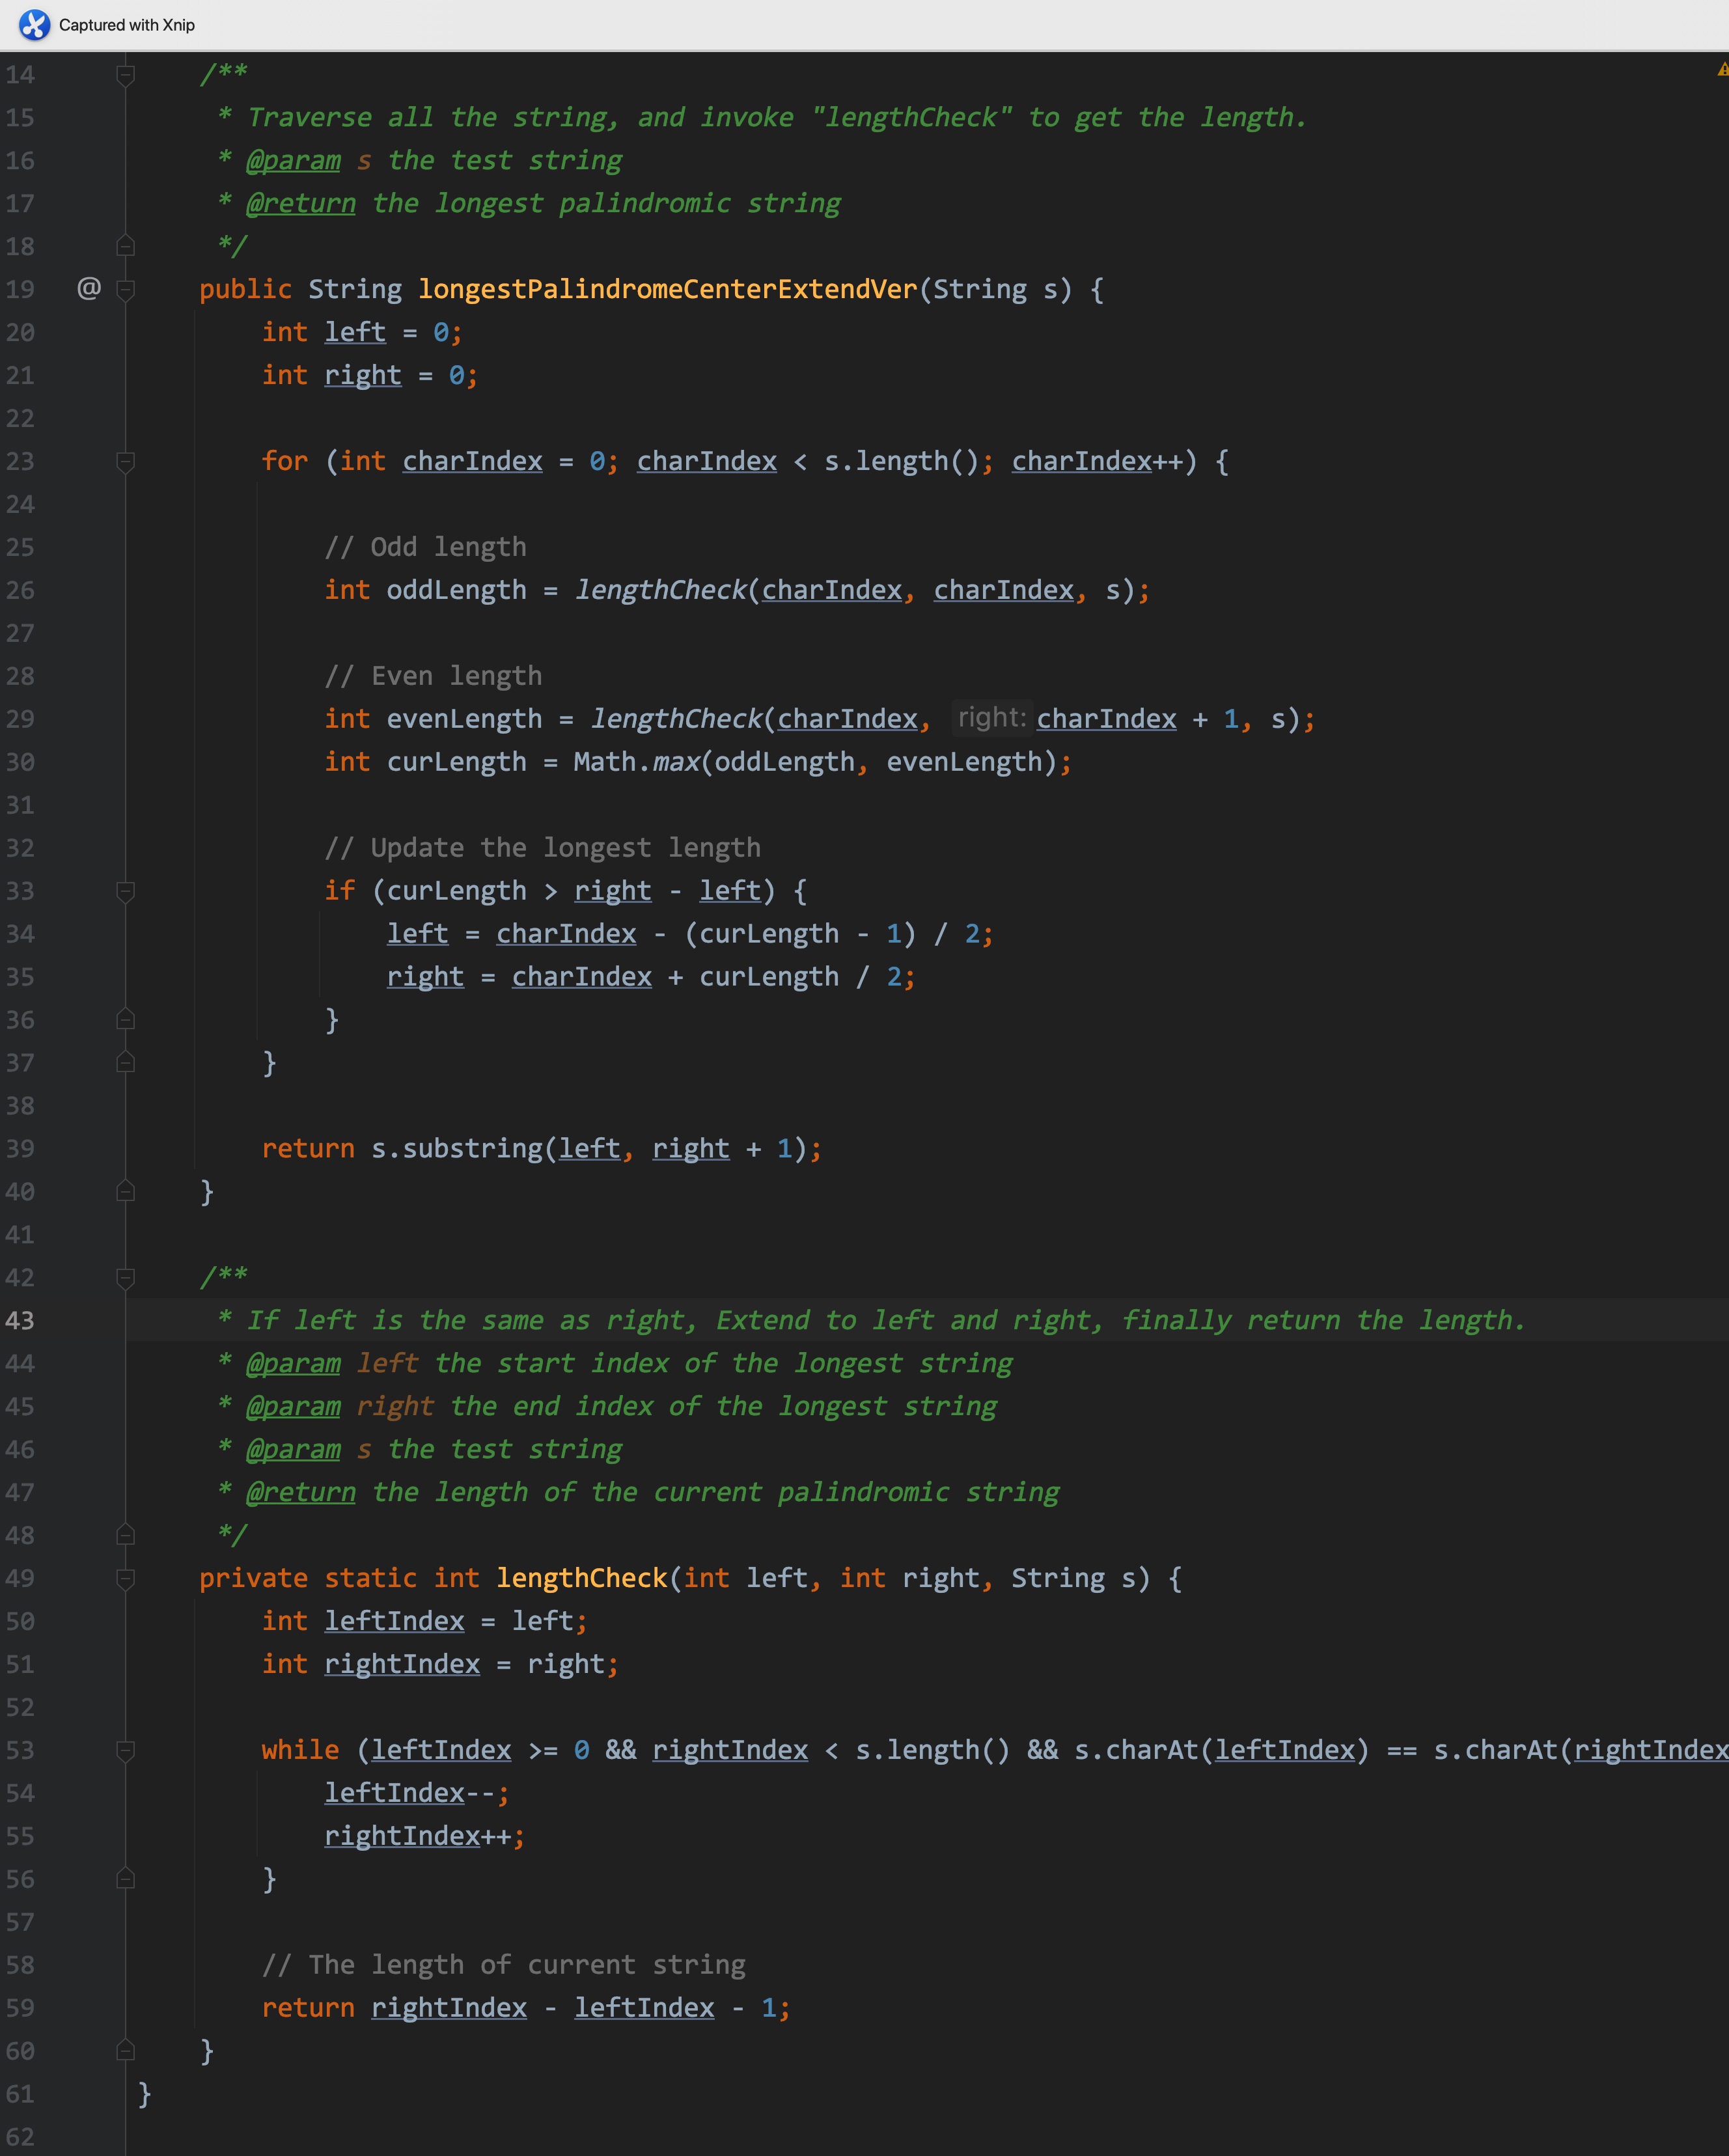 Captured with Xnip
14 /**
15 * Traverse all the string, and invoke "lengthCheck" to get the length.
16 * @param s the test string
17 * @return the longest palindromic string
18 */
19 @ public String longestPalindromeCenterExtendVer(String s) {
20 int left = 0;
21 int right = 0;
22
23 for (int charIndex = 0; charIndex < s.length(); charIndex++) {
24
25 // Odd length
26 int oddLength = lengthCheck(charIndex, charIndex, s);
27
28 // Even length
29 int evenLength = lengthCheck(charIndex, right: charIndex + 1, s);
30 int curLength = Math.max(oddLength, evenLength);
31
32 // Update the longest length
33 if (curLength > right - left) {
34 left = charIndex - (curLength - 1) / 2;
35 right = charIndex + curLength / 2;
36 }
37 }
38
39 return s.substring(left, right + 1);
40 }
41
42 /**
43 * If left is the same as right, Extend to left and right, finally return the length.
44 * @param left the start index of the longest string
45 * @param right the end index of the longest string
46 * @param s the test string
47 * @return the length of the current palindromic string
48 */
49 private static int lengthCheck(int left, int right, String s) {
50 int leftIndex = left;
51 int rightIndex = right;
52
53 while (leftIndex >= 0 && rightIndex < s.length() && s.charAt(leftIndex) == s.charAt(rightIndex
54 leftIndex--;
55 rightIndex++;
56 }
57
58 // The length of current string
59 return rightIndex - leftIndex - 1;
60 }
61 }
62